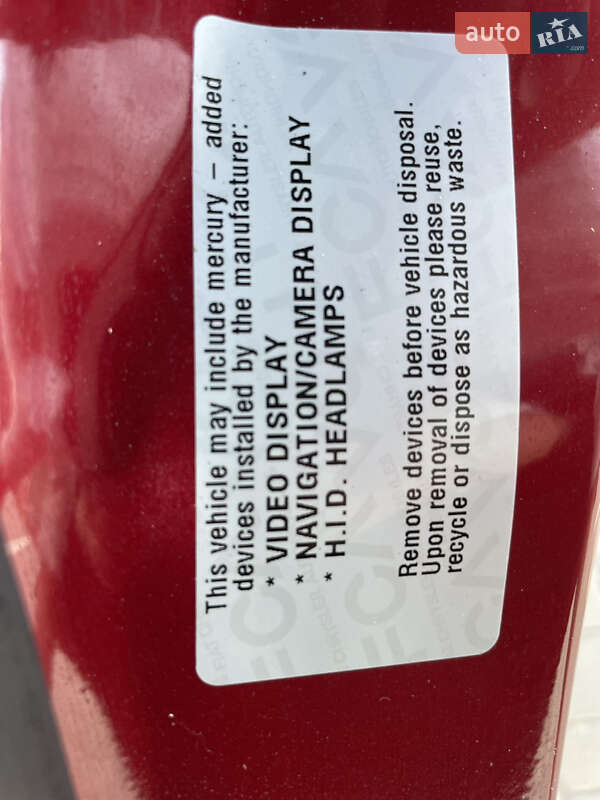 auto RIA .com
This vehicle may include mercury – added
devices installed by the manufacturer:
* VIDEO DISPLAY
* NAVIGATION/CAMERA DISPLAY
* H.I.D. HEADLAMPS
Remove devices before vehicle disposal.
Upon removal of devices please reuse,
recycle or dispose as hazardous waste.